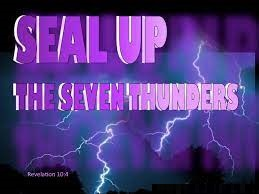 SEAL UP
THE SEVEN THUNDERS
Revelation 10:4